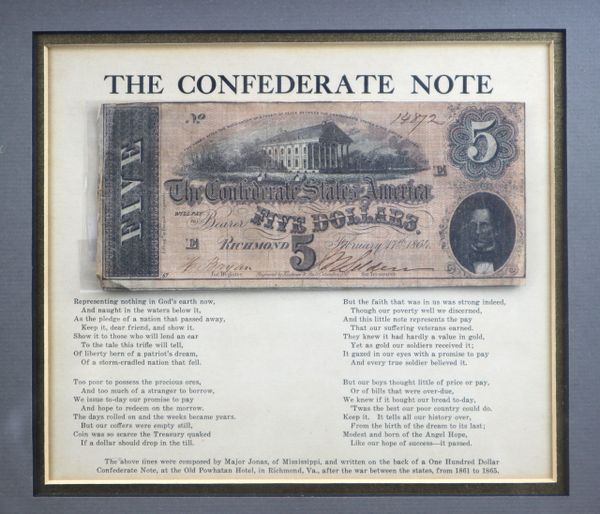 THE CONFEDERATE NOTE
No 14872
5
FIVE
E
The Confederate States of America
WILL PAY
TO Bearer FIVE DOLLARS.
E RICHMOND 5 February 17th 1864
for Register for Treasurer
Representing nothing in God's earth now,
And naught in the waters below it,
As the pledge of a nation that passed away,
Keep it, dear friend, and show it.
Show it to those who will lend an ear
To the tale this trifle will tell,
Of liberty born of a patriot's dream,
Of a storm-cradled nation that fell.
Too poor to possess the precious ores,
And too much of a stranger to borrow,
We issue to-day our promise to pay
And hope to redeem on the morrow.
The days rolled on and the weeks became years.
But our coffers were empty still,
Coin was so scarce the Treasury quaked
If a dollar should drop in the till.
But the faith that was in us was strong indeed,
Though our poverty well we discerned,
And this little note represents the pay
That our suffering veterans earned.
They knew it had hardly a value in gold,
Yet as gold our soldiers received it;
It gazed in our eyes with a promise to pay
And every true soldier believed it.
But our boys thought little of price or pay,
Or of bills that were over-due,
We knew if it bought our bread to-day,
'Twas the best our poor country could do.
Keep it. It tells all our history over,
From the birth of the dream to its last;
Modest and born of the Angel Hope,
Like our hope of success—it passed.
The above lines were composed by Major Jonas, of Mississippi, and written on the back of a One Hundred Dollar
Confederate Note, at the Old Powhatan Hotel, in Richmond, Va., after the war between the states, from 1861 to 1865.